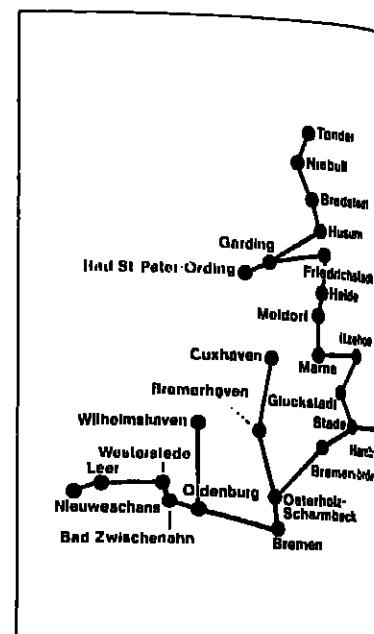 Tonder
Niebüll
Bredstedt
Husum
Garding
Bad St Peter-Ording
Friedrichstadt
Heide
Meldorf
Itzehoe
Marne
Cuxhaven
Bremerhaven
Glückstadt
Wilhelmshaven
Stade
Westerstede
Bremervörde
Leer
Oldenburg
Osterholz-
Scharmbeck
Nieuweschans
Bad Zwischenahn
Bremen